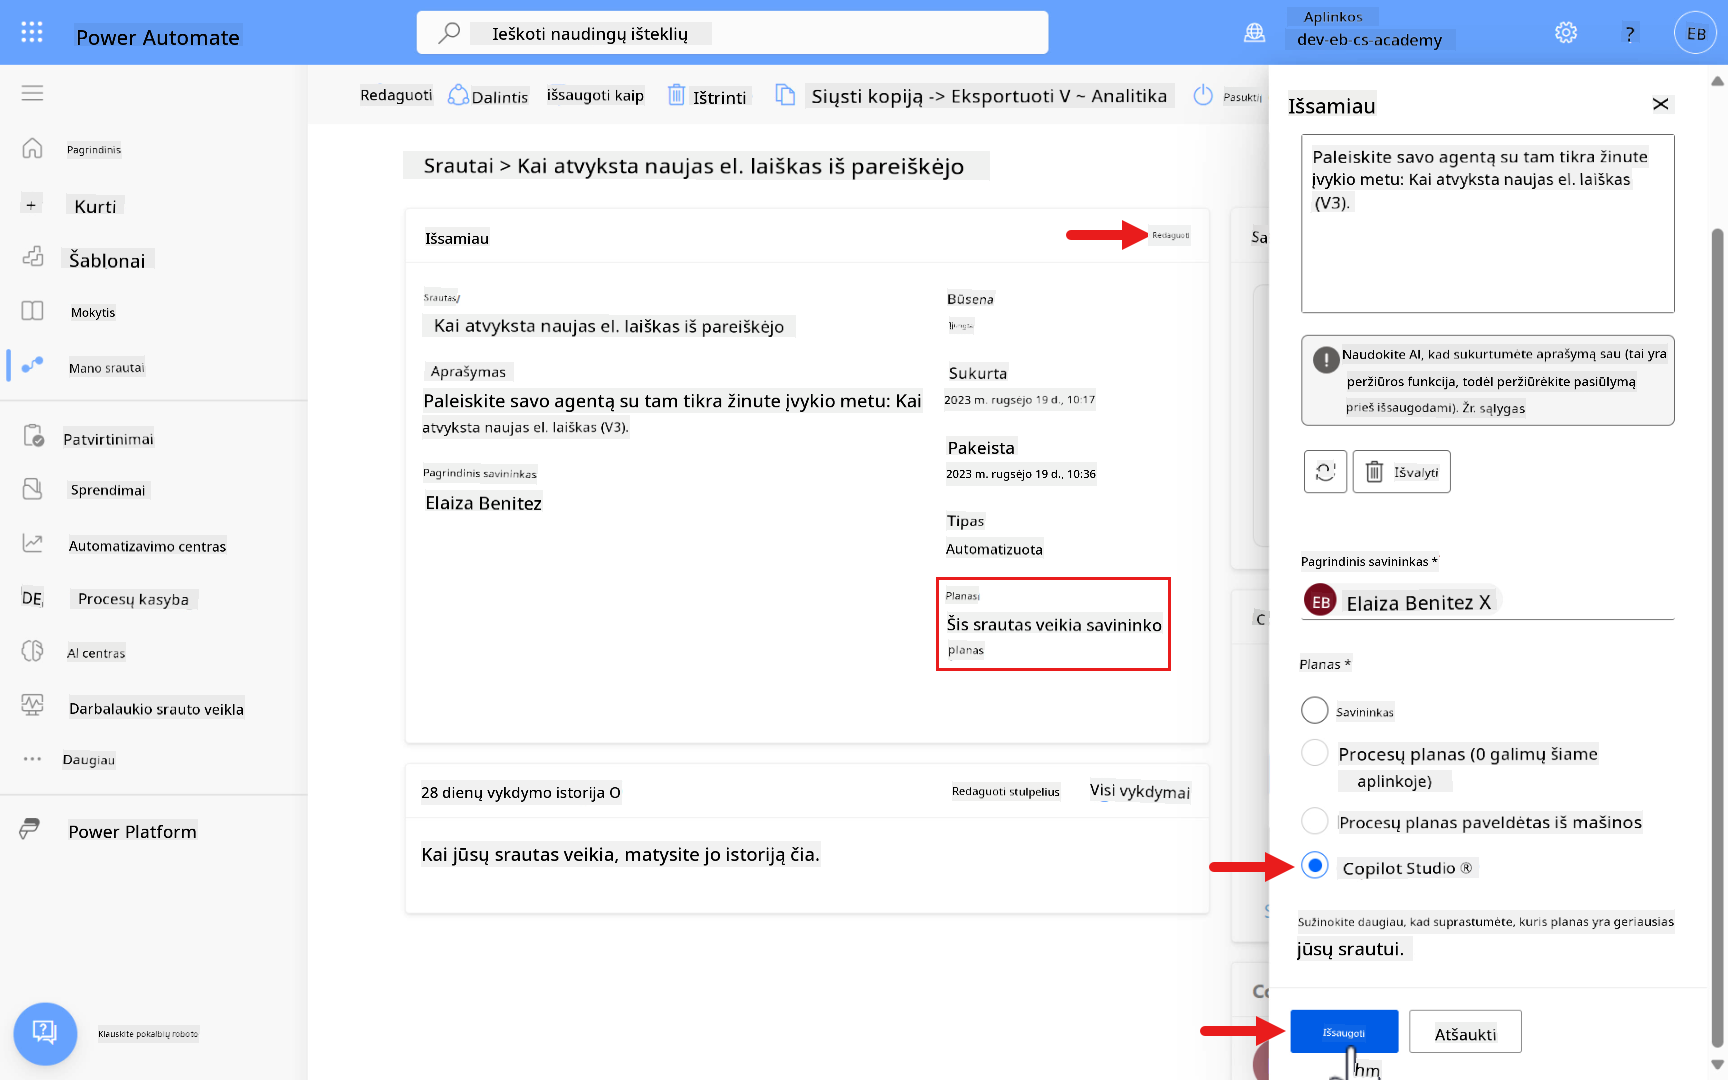 Power Automate
Ieškoti naudingų išteklių
Aplinkos
dev-eb-cs-academy
?
EB
Pagrindinis
+ Kurti
Šablonai
Mokytis
Mano srautai
Patvirtinimai
Sprendimai
Automatizavimo centras
DE Procesų kasyba
AI centras
Darbalaukio srauto veikla
Daugiau
Power Platform
Klauskite pokalbių roboto
Redaguoti
Dalintis
išsaugoti kaip
Ištrinti
Siųsti kopiją -> Eksportuoti V ~ Analitika
Srautai > Kai atvyksta naujas el. laiškas iš pareiškėjo
Išsamiau
Redaguoti
Srautas
Kai atvyksta naujas el. laiškas iš pareiškėjo
Aprašymas
Paleiskite savo agentą su tam tikra žinute įvykio metu: Kai
atvyksta naujas el. laiškas (V3).
Pagrindinis savininkas
Elaiza Benitez
Būsena
Sukurta
2023 m. rugsėjo 19 d., 10:17
Pakeista
2023 m. rugsėjo 19 d., 10:36
Tipas
Automatizuota
Planas
Šis srautas veikia savininko
planas
28 dienų vykdymo istorija O
Redaguoti stulpelius
Visi vykdymai
Kai jūsų srautas veikia, matysite jo istoriją čia.
Sa
C
S
Co
Išsamiau
Paleiskite savo agentą su tam tikra žinute
įvykio metu: Kai atvyksta naujas el. laiškas
(V3).
Naudokite AI, kad sukurtumėte aprašymą sau (tai yra
peržiūros funkcija, todėl peržiūrėkite pasiūlymą
prieš išsaugodami). Žr. sąlygas
Išvalyti
Pagrindinis savininkas *
EB Elaiza Benitez X
Planas *
Savininkas
Procesų planas (0 galimų šiame
aplinkoje)
Procesų planas paveldėtas iš mašinos
Copilot Studio ®
Sužinokite daugiau, kad suprastumėte, kuris planas yra geriausias
jūsų srautui.
Išsaugoti
Atšaukti